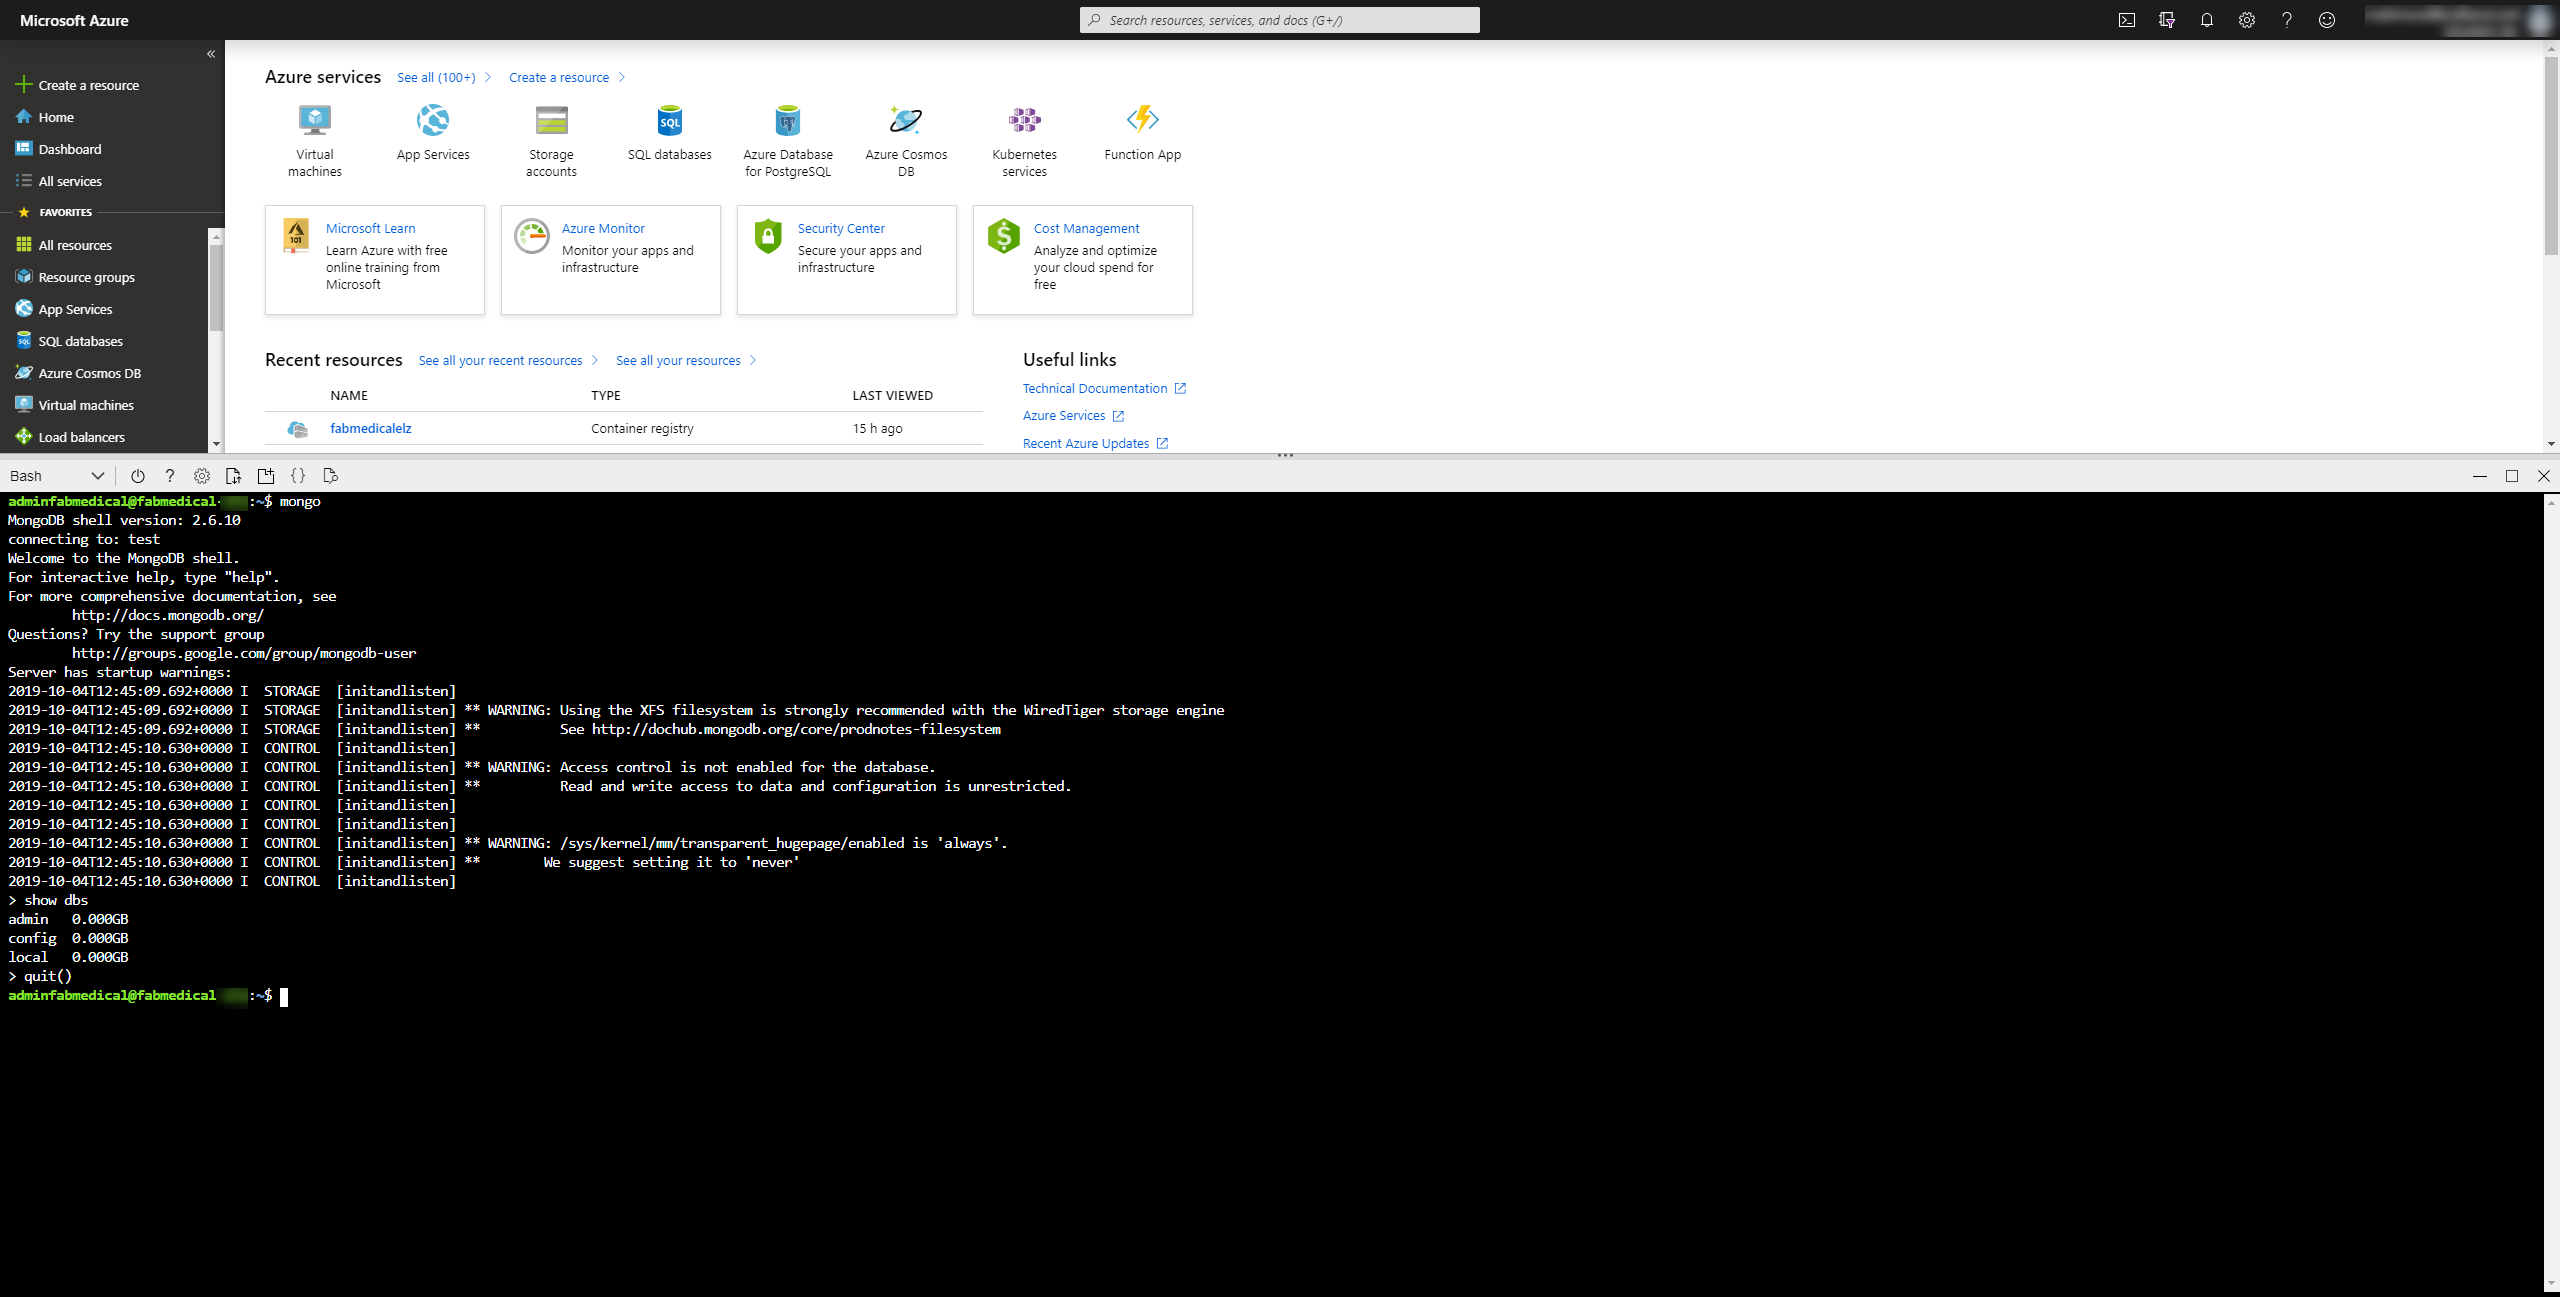 Microsoft Azure
Search resources, services, and docs (G+/)
Create a resource
Home
Dashboard
All services
FAVORITES
All resources
Resource groups
App Services
SQL databases
Azure Cosmos DB
Virtual machines
Load balancers
Azure services See all (100+) Create a resource
Virtual machines
App Services
Storage accounts
SQL databases
Azure Database for PostgreSQL
Azure Cosmos DB
Kubernetes services
Function App
Microsoft Learn
Learn Azure with free
online training from
Microsoft
Azure Monitor
Monitor your apps and
infrastructure
Security Center
Secure your apps and
infrastructure
Cost Management
Analyze and optimize
your cloud spend for
free
Recent resources See all your recent resources See all your resources
NAME TYPE LAST VIEWED
fabmedicalelz Container registry 15 h ago
Useful links
Technical Documentation
Azure Services
Recent Azure Updates
Bash
adminfabmedical@fabmedical- :~$ mongo
MongoDB shell version: 2.6.10
connecting to: test
Welcome to the MongoDB shell.
For interactive help, type "help".
For more comprehensive documentation, see
http://docs.mongodb.org/
Questions? Try the support group
http://groups.google.com/group/mongodb-user
Server has startup warnings:
2019-10-04T12:45:09.692+0000 I STORAGE [initandlisten]
2019-10-04T12:45:09.692+0000 I STORAGE [initandlisten] ** WARNING: Using the XFS filesystem is strongly recommended with the WiredTiger storage engine
2019-10-04T12:45:09.692+0000 I STORAGE [initandlisten] ** See http://dochub.mongodb.org/core/prodnotes-filesystem
2019-10-04T12:45:10.630+0000 I CONTROL [initandlisten]
2019-10-04T12:45:10.630+0000 I CONTROL [initandlisten] ** WARNING: Access control is not enabled for the database.
2019-10-04T12:45:10.630+0000 I CONTROL [initandlisten] ** Read and write access to data and configuration is unrestricted.
2019-10-04T12:45:10.630+0000 I CONTROL [initandlisten]
2019-10-04T12:45:10.630+0000 I CONTROL [initandlisten]
2019-10-04T12:45:10.630+0000 I CONTROL [initandlisten] ** WARNING: /sys/kernel/mm/transparent_hugepage/enabled is 'always'.
2019-10-04T12:45:10.630+0000 I CONTROL [initandlisten] ** We suggest setting it to 'never'
2019-10-04T12:45:10.630+0000 I CONTROL [initandlisten]
> show dbs
admin 0.000GB
config 0.000GB
local 0.000GB
> quit()
adminfabmedical@fabmedical :~$